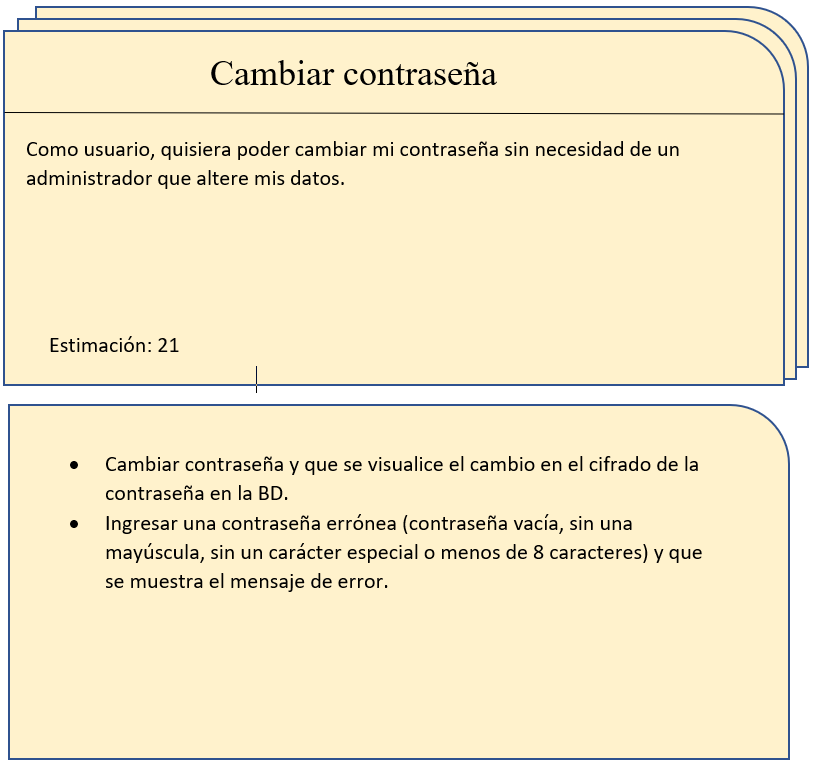 Cambiar contraseña
Como usuario, quisiera poder cambiar mi contraseña sin necesidad de un
administrador que altere mis datos.
Estimación: 21
• Cambiar contraseña y que se visualice el cambio en el cifrado de la
contraseña en la BD.
• Ingresar una contraseña errónea (contraseña vacía, sin una
mayúscula, sin un carácter especial o menos de 8 caracteres) y que
se muestra el mensaje de error.